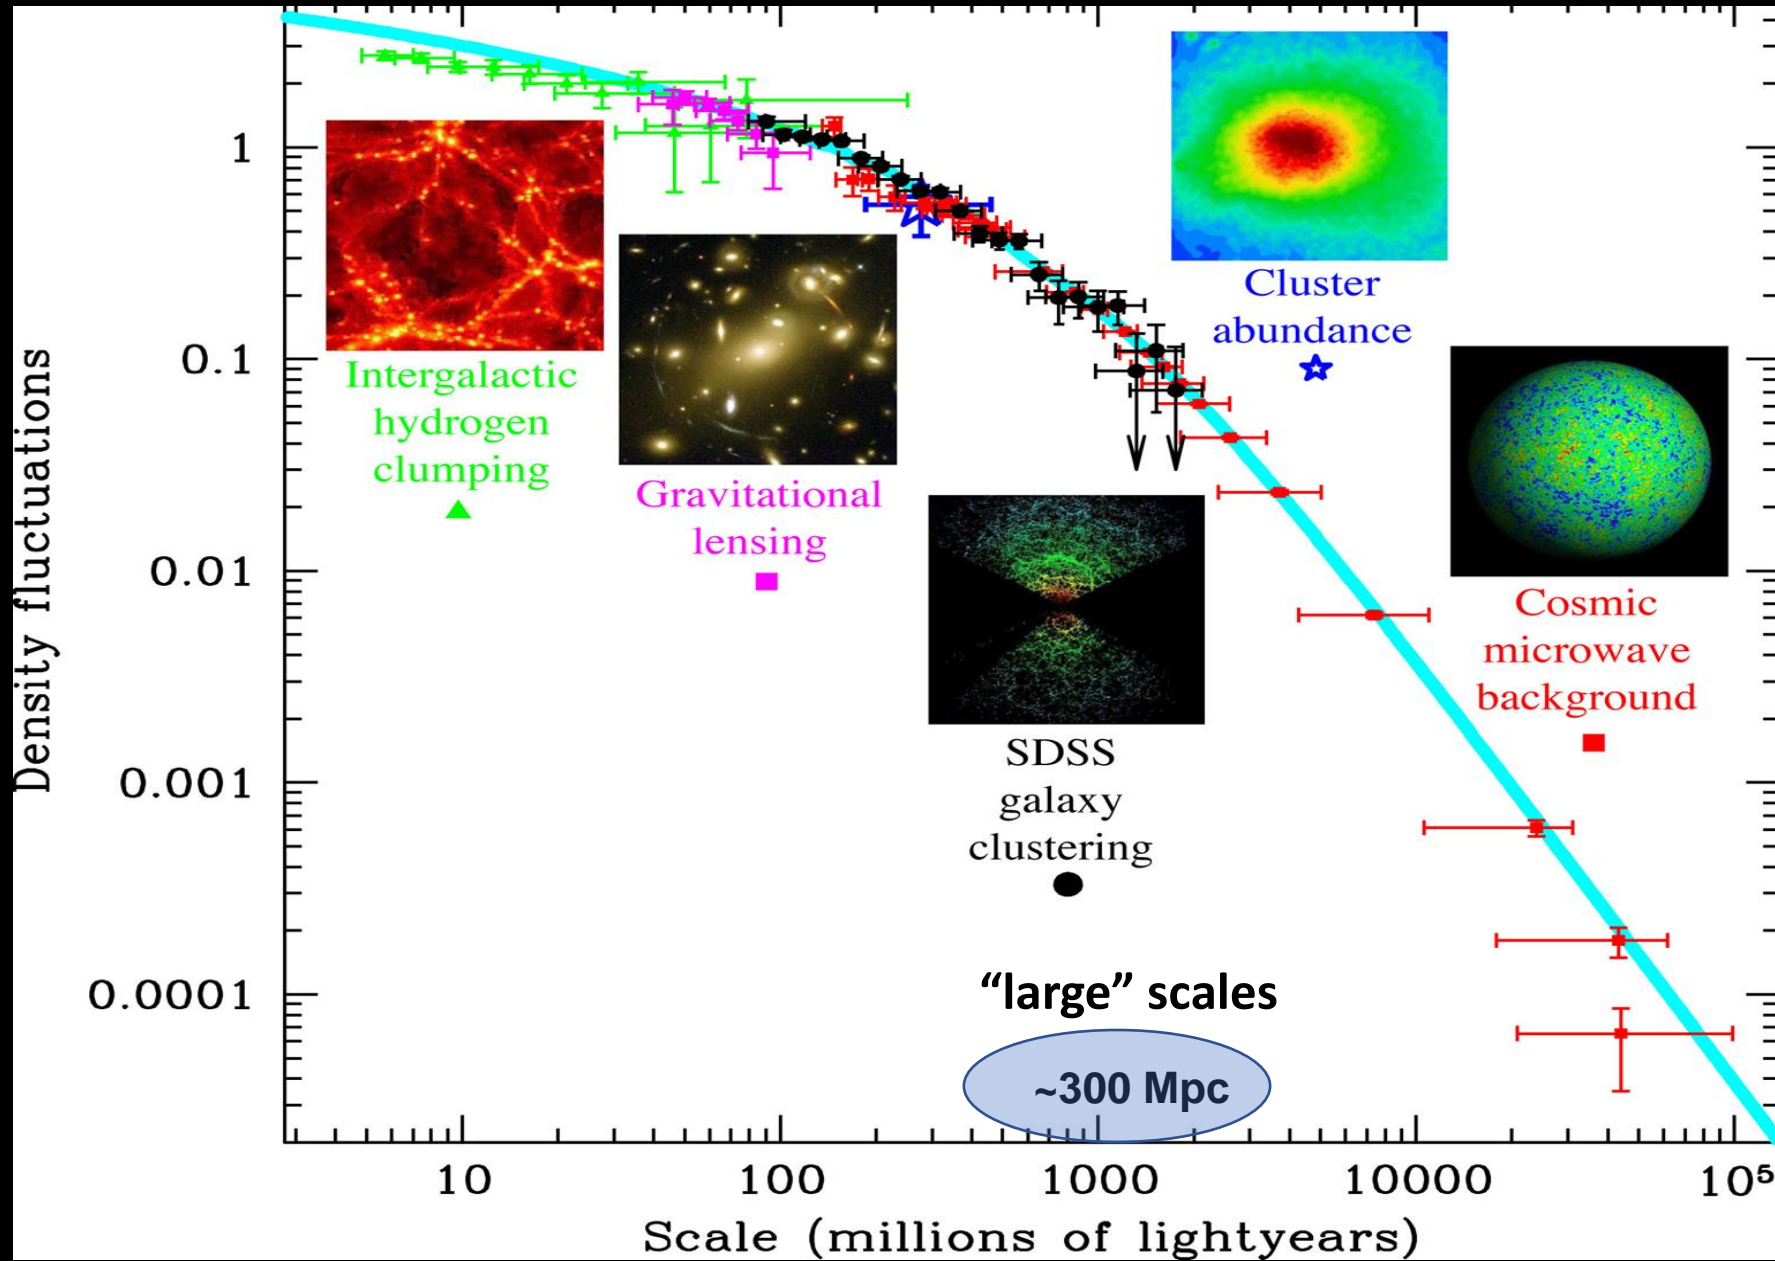 Density fluctuations
1
0.1
0.01
0.001
0.0001
Intergalactic
hydrogen
clumping
Gravitational
lensing
Cluster
abundance
SDSS
galaxy
clustering
Cosmic
microwave
background
“large” scales
~300 Mpc
10
100
1000
10000
10⁵
Scale (millions of lightyears)